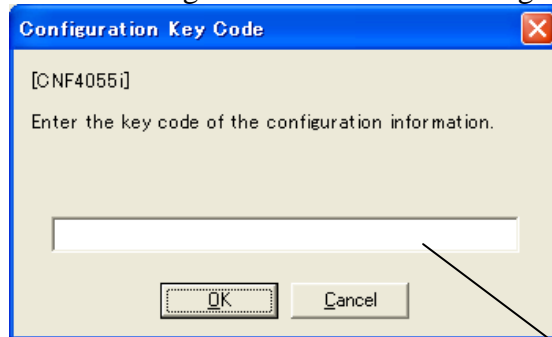 Configuration Key Code
[CNF4055i]
Enter the key code of the configuration information.
OK
Cancel